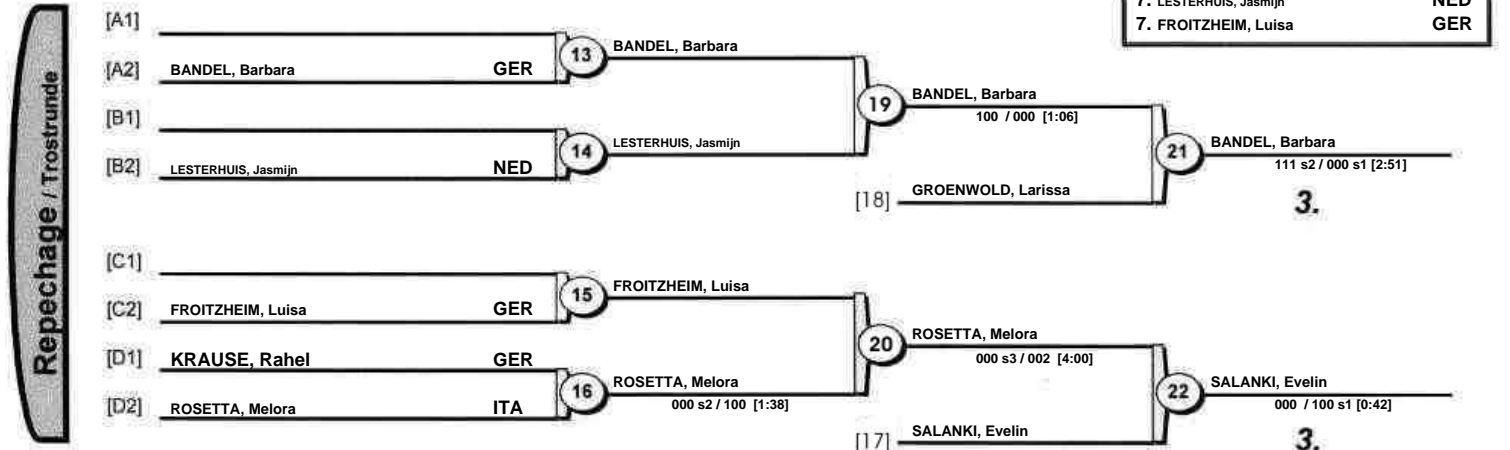 Repechage / Trostrunde
7. LESTERHUIS, Jasmijn NED
7. FROITZHEIM, Luisa GER
[A1]
[A2] BANDEL, Barbara GER
13 BANDEL, Barbara
[B1]
[B2] LESTERHUIS, Jasmijn NED
14 LESTERHUIS, Jasmijn
19 BANDEL, Barbara
100 / 000 [1:06]
[18] GROENWOLD, Larissa
21 BANDEL, Barbara
111 s2 / 000 s1 [2:51]
3.
[C1]
[C2] FROITZHEIM, Luisa GER
15 FROITZHEIM, Luisa
[D1] KRAUSE, Rahel GER
[D2] ROSETTA, Melora ITA
16 ROSETTA, Melora
000 s2 / 100 [1:38]
20 ROSETTA, Melora
000 s3 / 002 [4:00]
[17] SALANKI, Evelin
22 SALANKI, Evelin
000 / 100 s1 [0:42]
3.